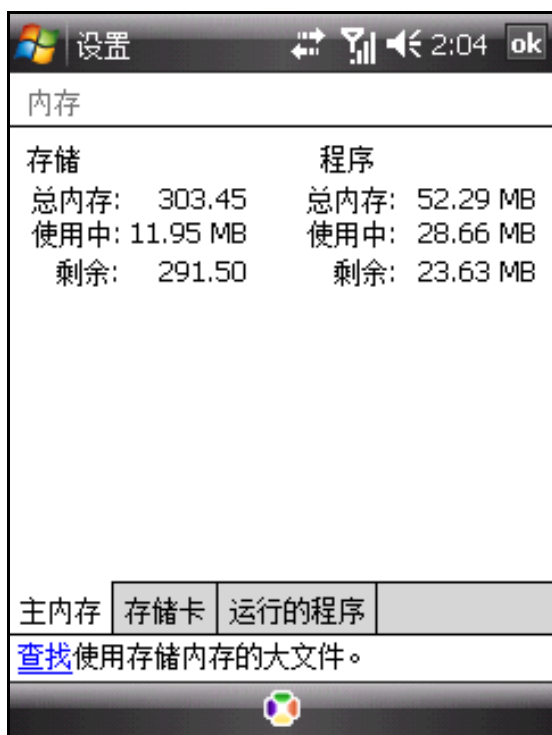 设置 2:04 ok
内存
存储 程序
总内存: 303.45 总内存: 52.29 MB
使用中: 11.95 MB 使用中: 28.66 MB
剩余: 291.50 剩余: 23.63 MB
主内存 存储卡 运行的程序
查找使用存储内存的大文件。